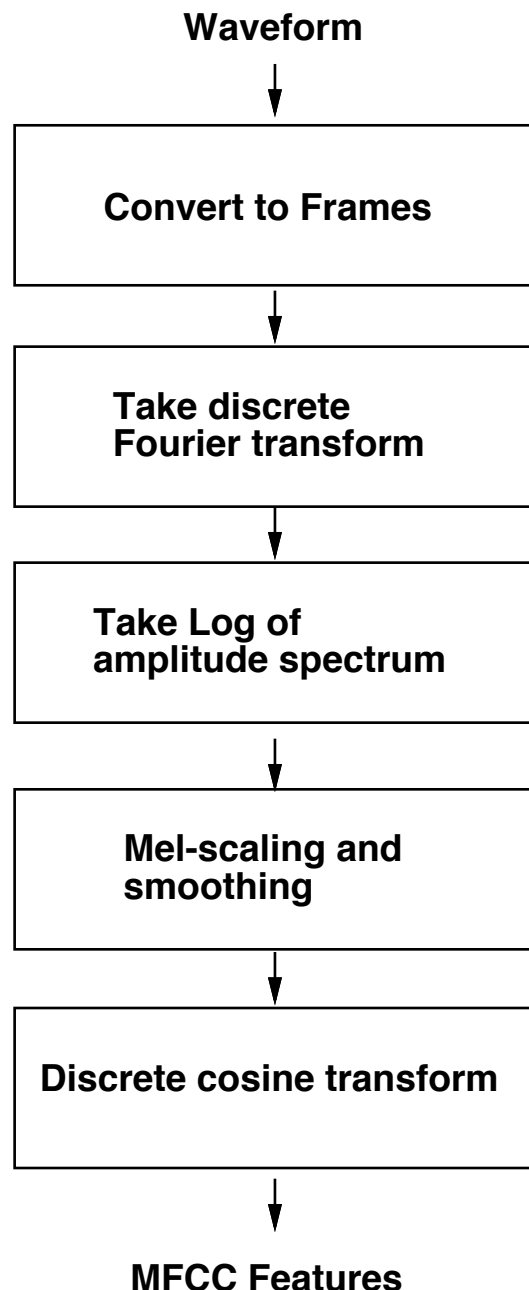 Waveform
Convert to Frames
Take discrete
Fourier transform
Take Log of
amplitude spectrum
Mel-scaling and
smoothing
Discrete cosine transform
MFCC Features